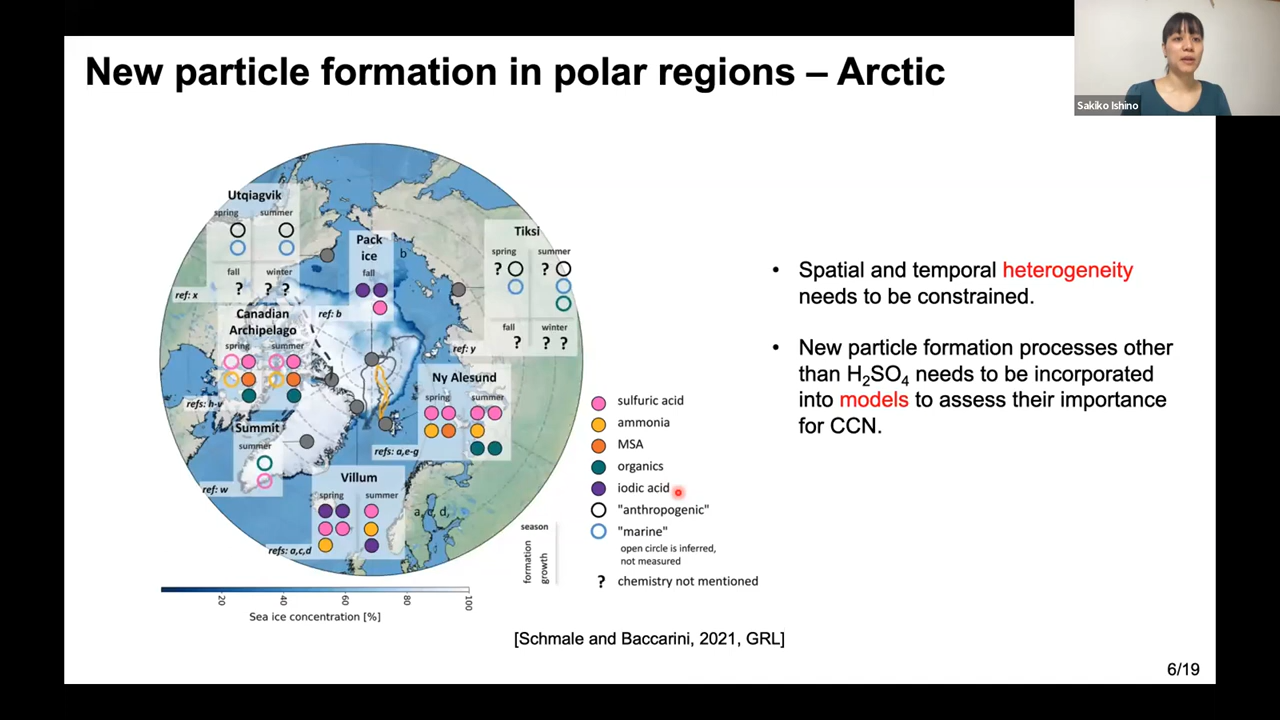 New particle formation in polar regions – Arctic
Sakiko Ishino
Utqiagvik
spring summer
fall winter
? ? ?
ref: x
Pack
ice
fall
b
ref: b
Tiksi
spring summer
? ?
fall winter
? ? ?
ref: y
Canadian
Archipelago
spring summer
refs: h-v
Ny Alesund
spring summer
refs: a,e-g
Summit
summer
ref: w
Villum
spring summer
refs: a,c,d
a, c, d,
sulfuric acid
ammonia
MSA
organics
iodic acid
"anthropogenic"
"marine"
open circle is inferred,
not measured
? chemistry not mentioned
season
formation
growth
20 40 60 80 100
Sea ice concentration [%]
• Spatial and temporal heterogeneity
needs to be constrained.
• New particle formation processes other
than H₂SO₄ needs to be incorporated
into models to assess their importance
for CCN.
[Schmale and Baccarini, 2021, GRL]
6/19